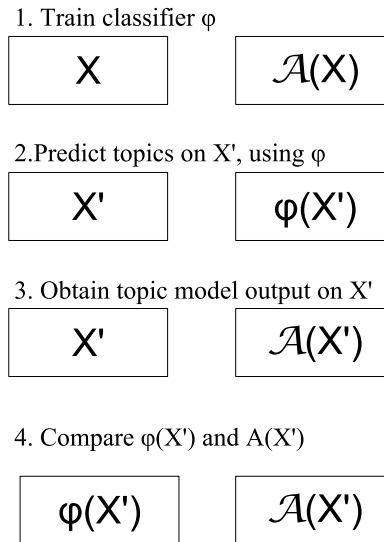 1. Train classifier φ
X 𝒜(X)
2.Predict topics on X', using φ
X' φ(X')
3. Obtain topic model output on X'
X' 𝒜(X')
4. Compare φ(X') and A(X')
φ(X') 𝒜(X')